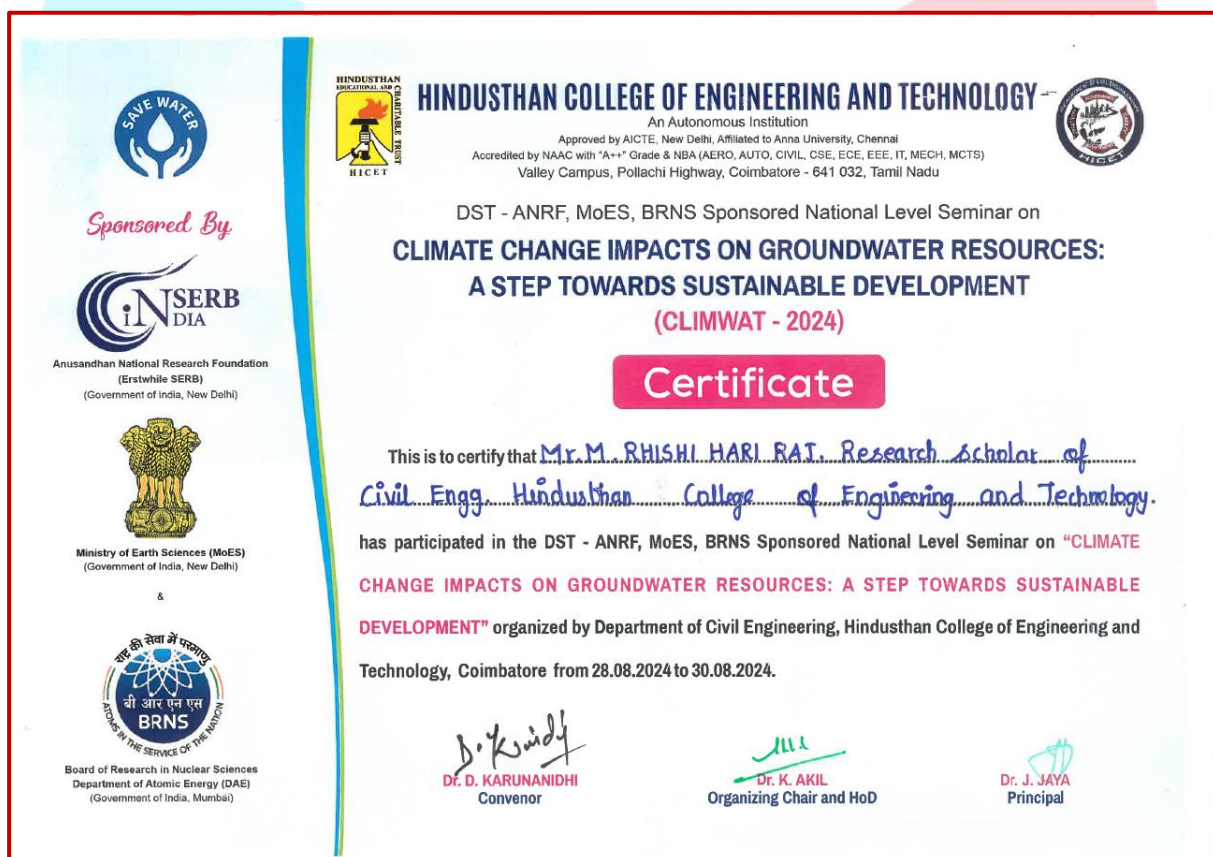 SAVE WATER
Sponsored By
iNSERB
INDIA
Anusandhan National Research Foundation
(Erstwhile SERB)
(Government of India, New Delhi)
Ministry of Earth Sciences (MoES)
(Government of India, New Delhi)
&
राष्ट्र की सेवा में परमाणु
बी आर एन एस
BRNS
ATOMS IN THE SERVICE OF THE NATION
Board of Research in Nuclear Sciences
Department of Atomic Energy (DAE)
(Government of India, Mumbai)
HINDUSTHAN
EDUCATIONAL AND
CHARITABLE TRUST
HICET
HINDUSTHAN COLLEGE OF ENGINEERING AND TECHNOLOGY
An Autonomous Institution
Approved by AICTE, New Delhi, Affiliated to Anna University, Chennai
Accredited by NAAC with "A++" Grade & NBA (AERO, AUTO, CIVIL, CSE, ECE, EEE, IT, MECH, MCTS)
Valley Campus, Pollachi Highway, Coimbatore - 641 032, Tamil Nadu
HICET
DST - ANRF, MoES, BRNS Sponsored National Level Seminar on
CLIMATE CHANGE IMPACTS ON GROUNDWATER RESOURCES:
A STEP TOWARDS SUSTAINABLE DEVELOPMENT
(CLIMWAT - 2024)
Certificate
This is to certify that Mr.M. RHISHI HARI RAJ. Research Scholar of
Civil Engg. Hindusthan College of Engineering and Technology.
has participated in the DST - ANRF, MoES, BRNS Sponsored National Level Seminar on "CLIMATE
CHANGE IMPACTS ON GROUNDWATER RESOURCES: A STEP TOWARDS SUSTAINABLE
DEVELOPMENT" organized by Department of Civil Engineering, Hindusthan College of Engineering and
Technology, Coimbatore from 28.08.2024 to 30.08.2024.
Dr. D. KARUNANIDHI
Convenor
Dr. K. AKIL
Organizing Chair and HoD
Dr. J. JAYA
Principal